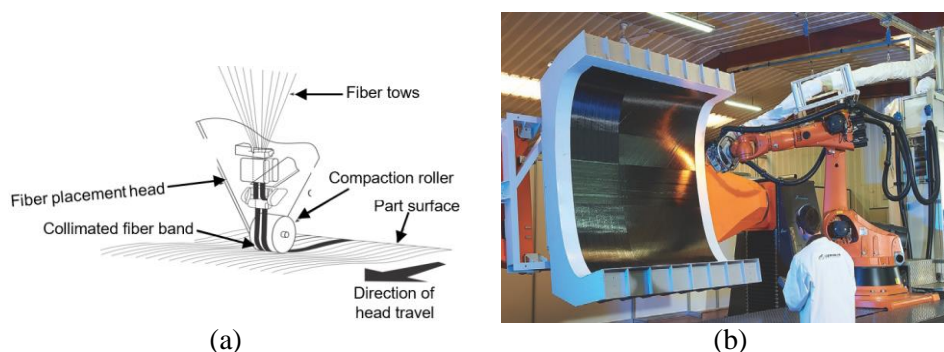 Fiber tows
Fiber placement head
Compaction roller
Part surface
Collimated fiber band
Direction of
head travel
(a)
(b)